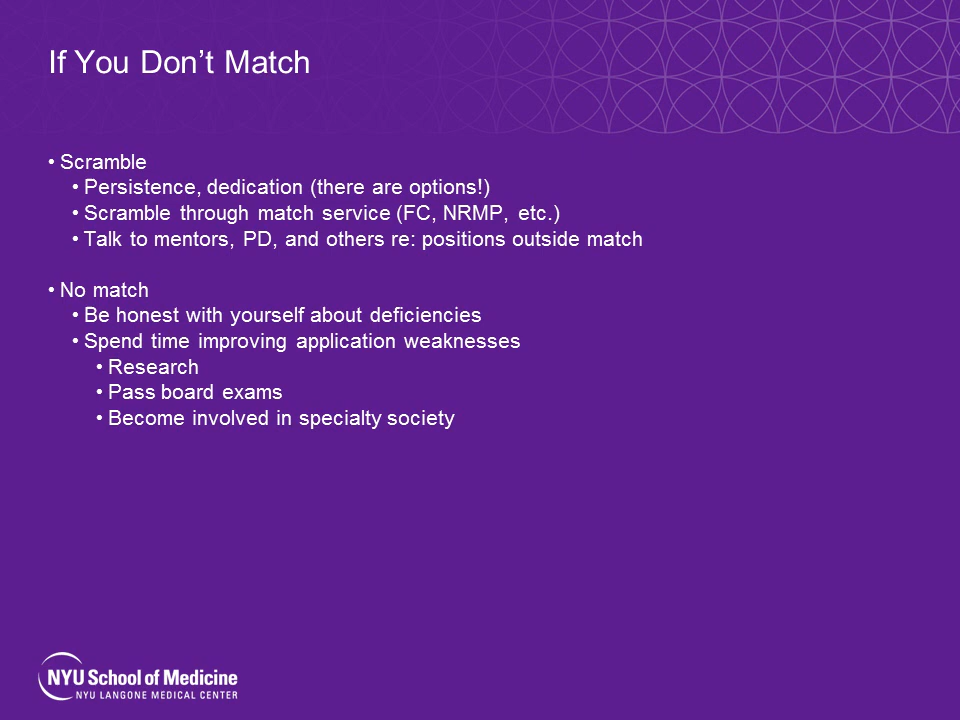 If You Don’t Match
• Scramble
• Persistence, dedication (there are options!)
• Scramble through match service (FC, NRMP, etc.)
• Talk to mentors, PD, and others re: positions outside match
• No match
• Be honest with yourself about deficiencies
• Spend time improving application weaknesses
• Research
• Pass board exams
• Become involved in specialty society
NYU School of Medicine
NYU LANGONE MEDICAL CENTER